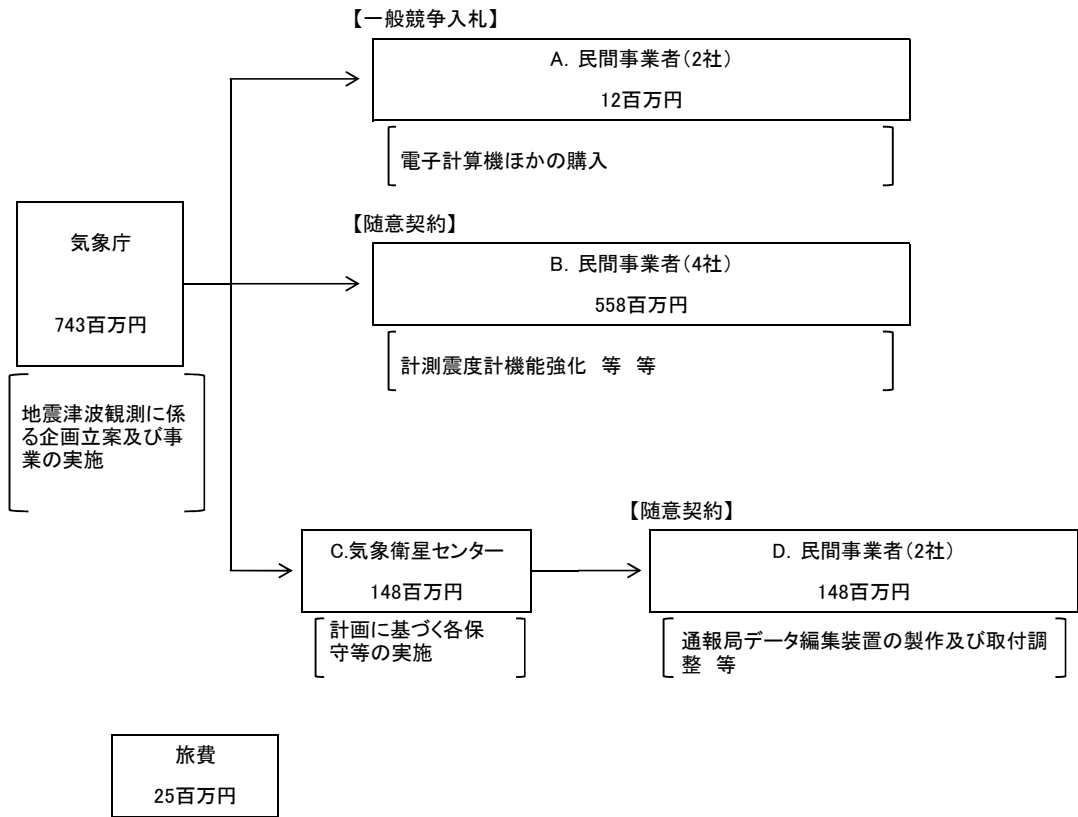 【一般競争入札】
A. 民間事業者(2社)
12百万円
電子計算機ほかの購入
気象庁
743百万円
地震津波観測に係
る企画立案及び事
業の実施
【随意契約】
B. 民間事業者(4社)
558百万円
計測震度計機能強化 等 等
C.気象衛星センター
148百万円
計画に基づく各保
守等の実施
【随意契約】
D. 民間事業者(2社)
148百万円
通報局データ編集装置の製作及び取付調
整 等
旅費
25百万円